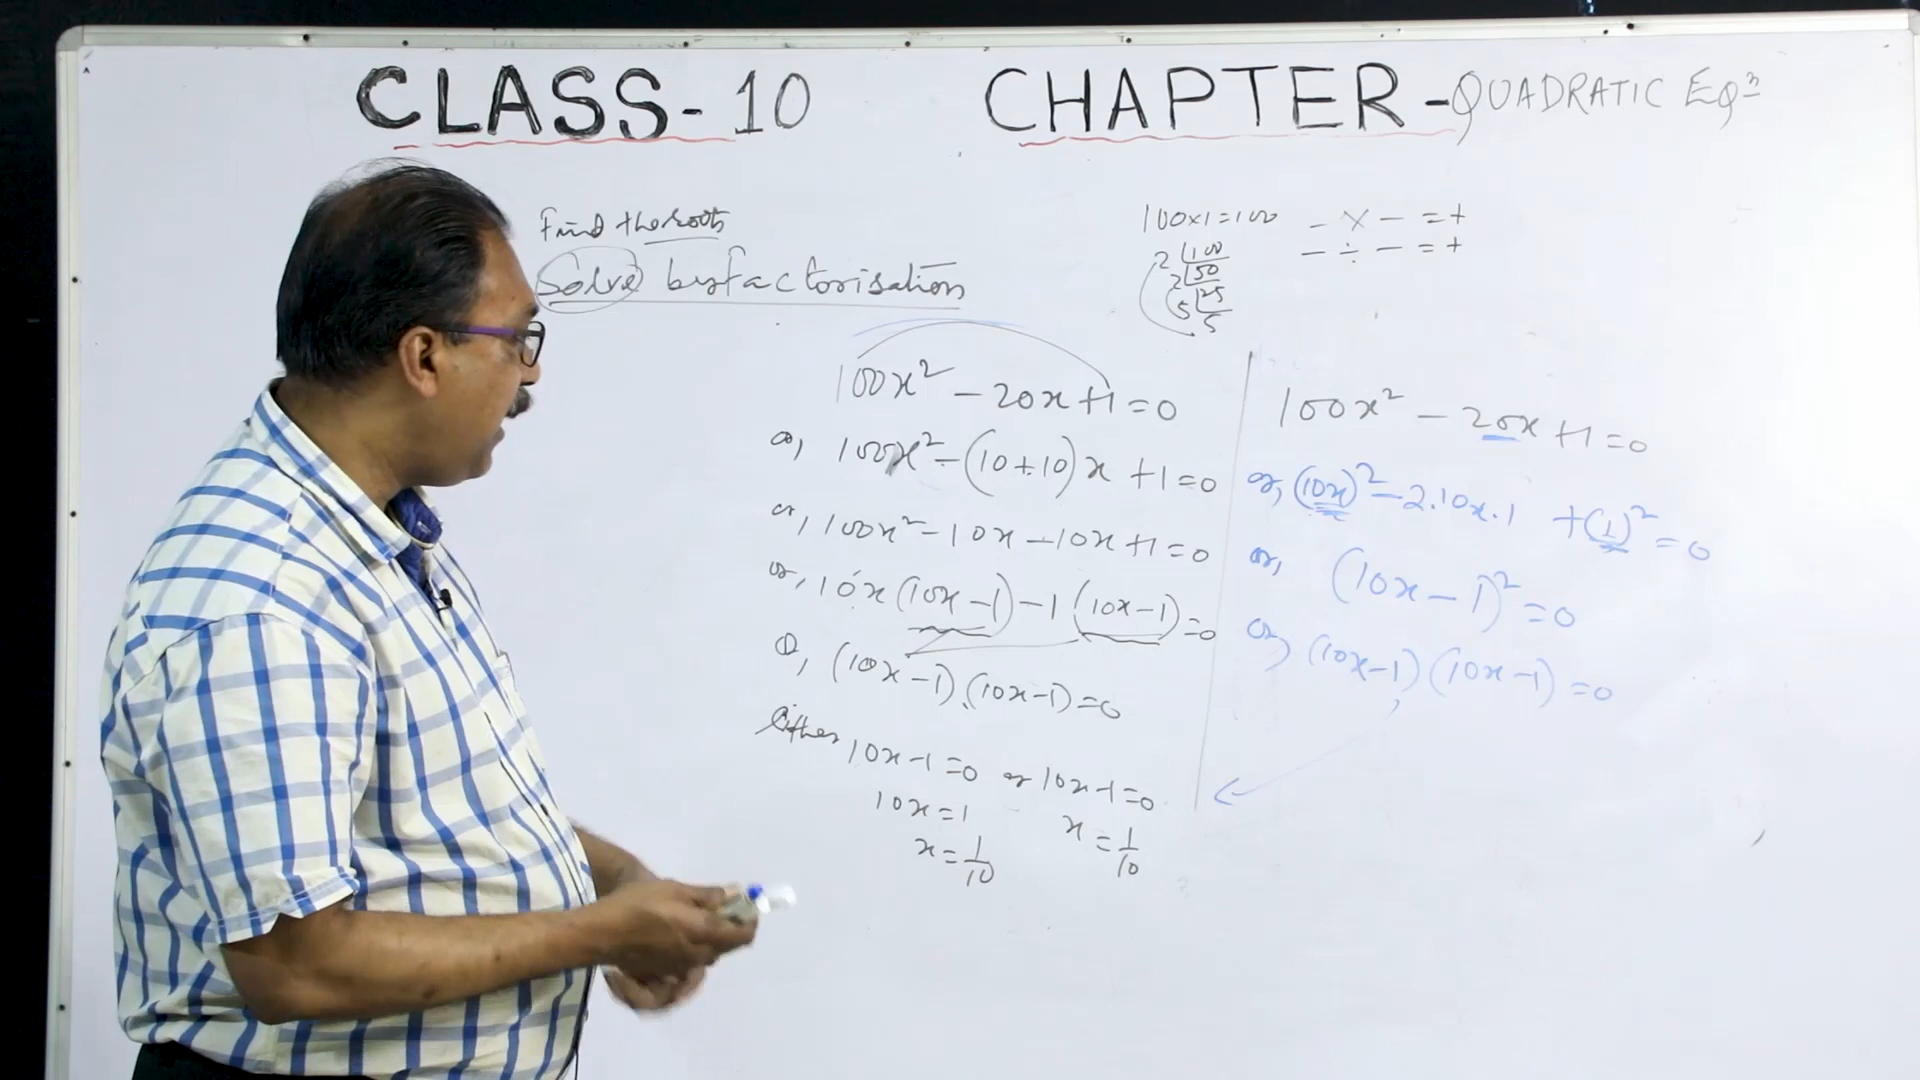 CLASS-10
CHAPTER-QUADRATIC EQⁿ
Find the roots
Solve by factorisation
100x1=100
2 100
2 50
5 25
5
- × - = +
- ÷ - = +
100x² - 20x + 1 = 0
or, 100x² - (10+10)x + 1 = 0
or, 100x² - 10x - 10x + 1 = 0
or, 10x(10x-1) - 1(10x-1) = 0
or, (10x-1).(10x-1) = 0
Either 10x-1=0 or 10x-1=0
10x=1
x=1/10
x=1/10
100x² - 20x + 1 = 0
or, (10x)² - 2.10x.1 + (1)² = 0
or, (10x-1)² = 0
or, (10x-1)(10x-1) = 0